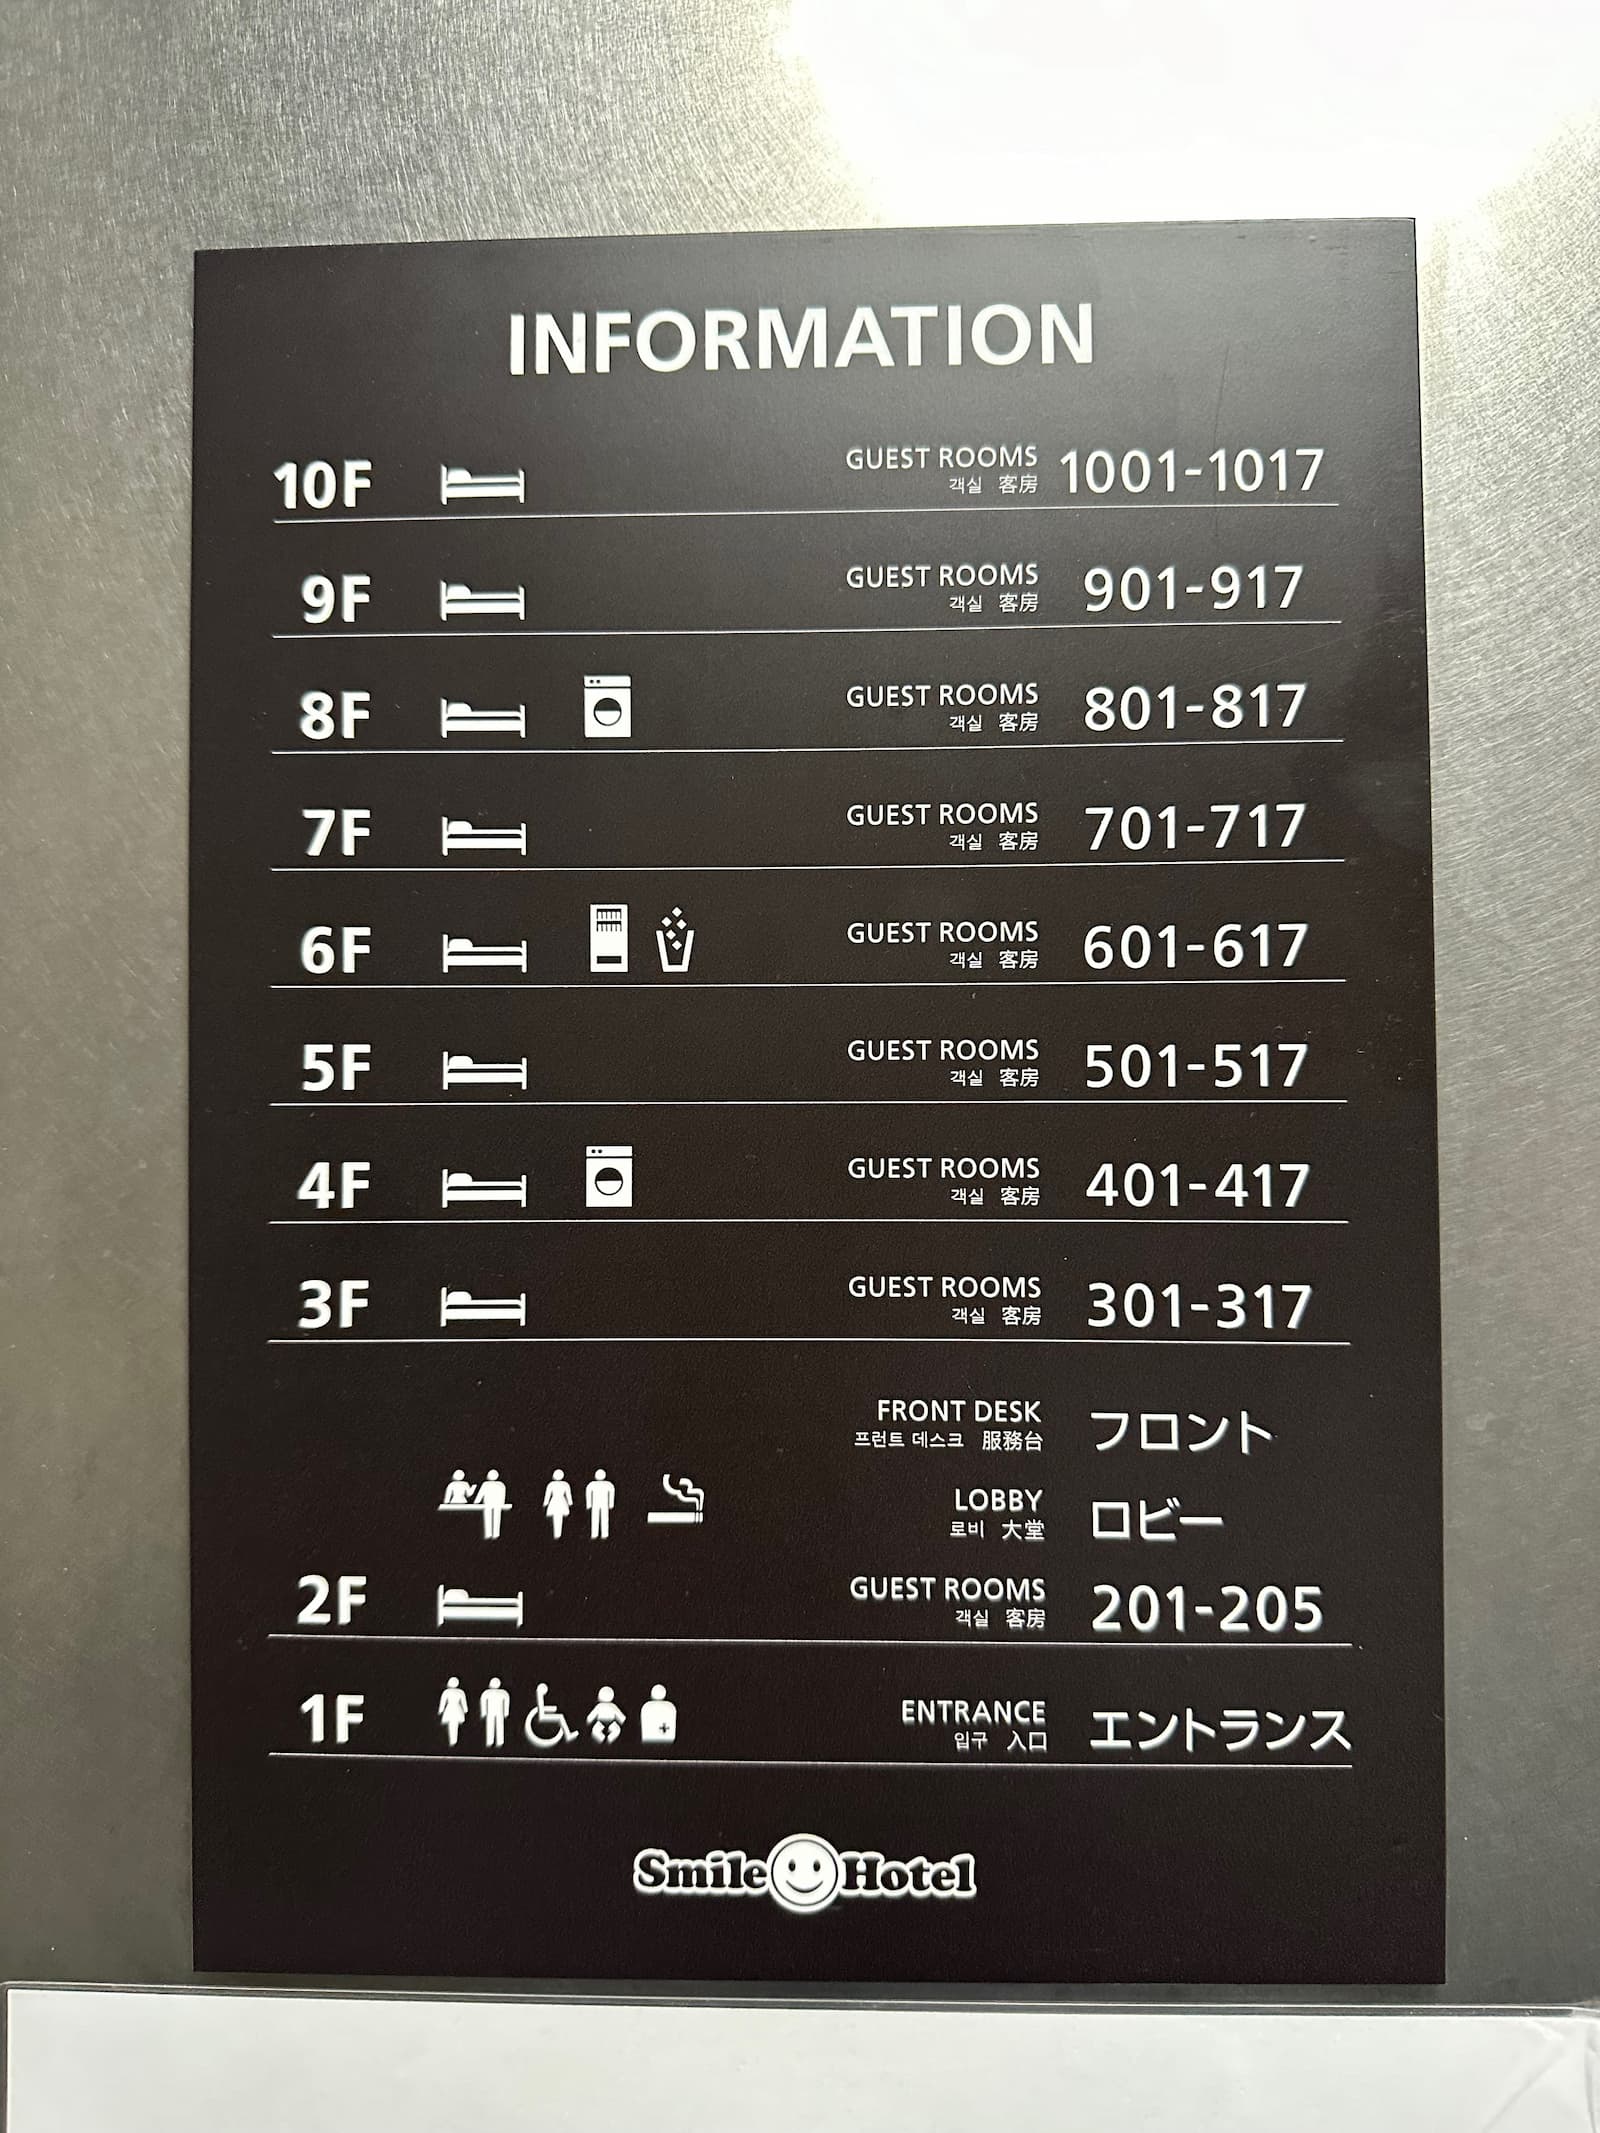 INFORMATION
10F GUEST ROOMS 1001-1017
객실 客房
9F GUEST ROOMS 901-917
객실 客房
8F GUEST ROOMS 801-817
객실 客房
7F GUEST ROOMS 701-717
객실 客房
6F GUEST ROOMS 601-617
객실 客房
5F GUEST ROOMS 501-517
객실 客房
4F GUEST ROOMS 401-417
객실 客房
3F GUEST ROOMS 301-317
객실 客房
FRONT DESK フロント
프런트 데스크 服務台
LOBBY ロビー
로비 大堂
2F GUEST ROOMS 201-205
객실 客房
1F ENTRANCE エントランス
입구 入口
Smile Hotel